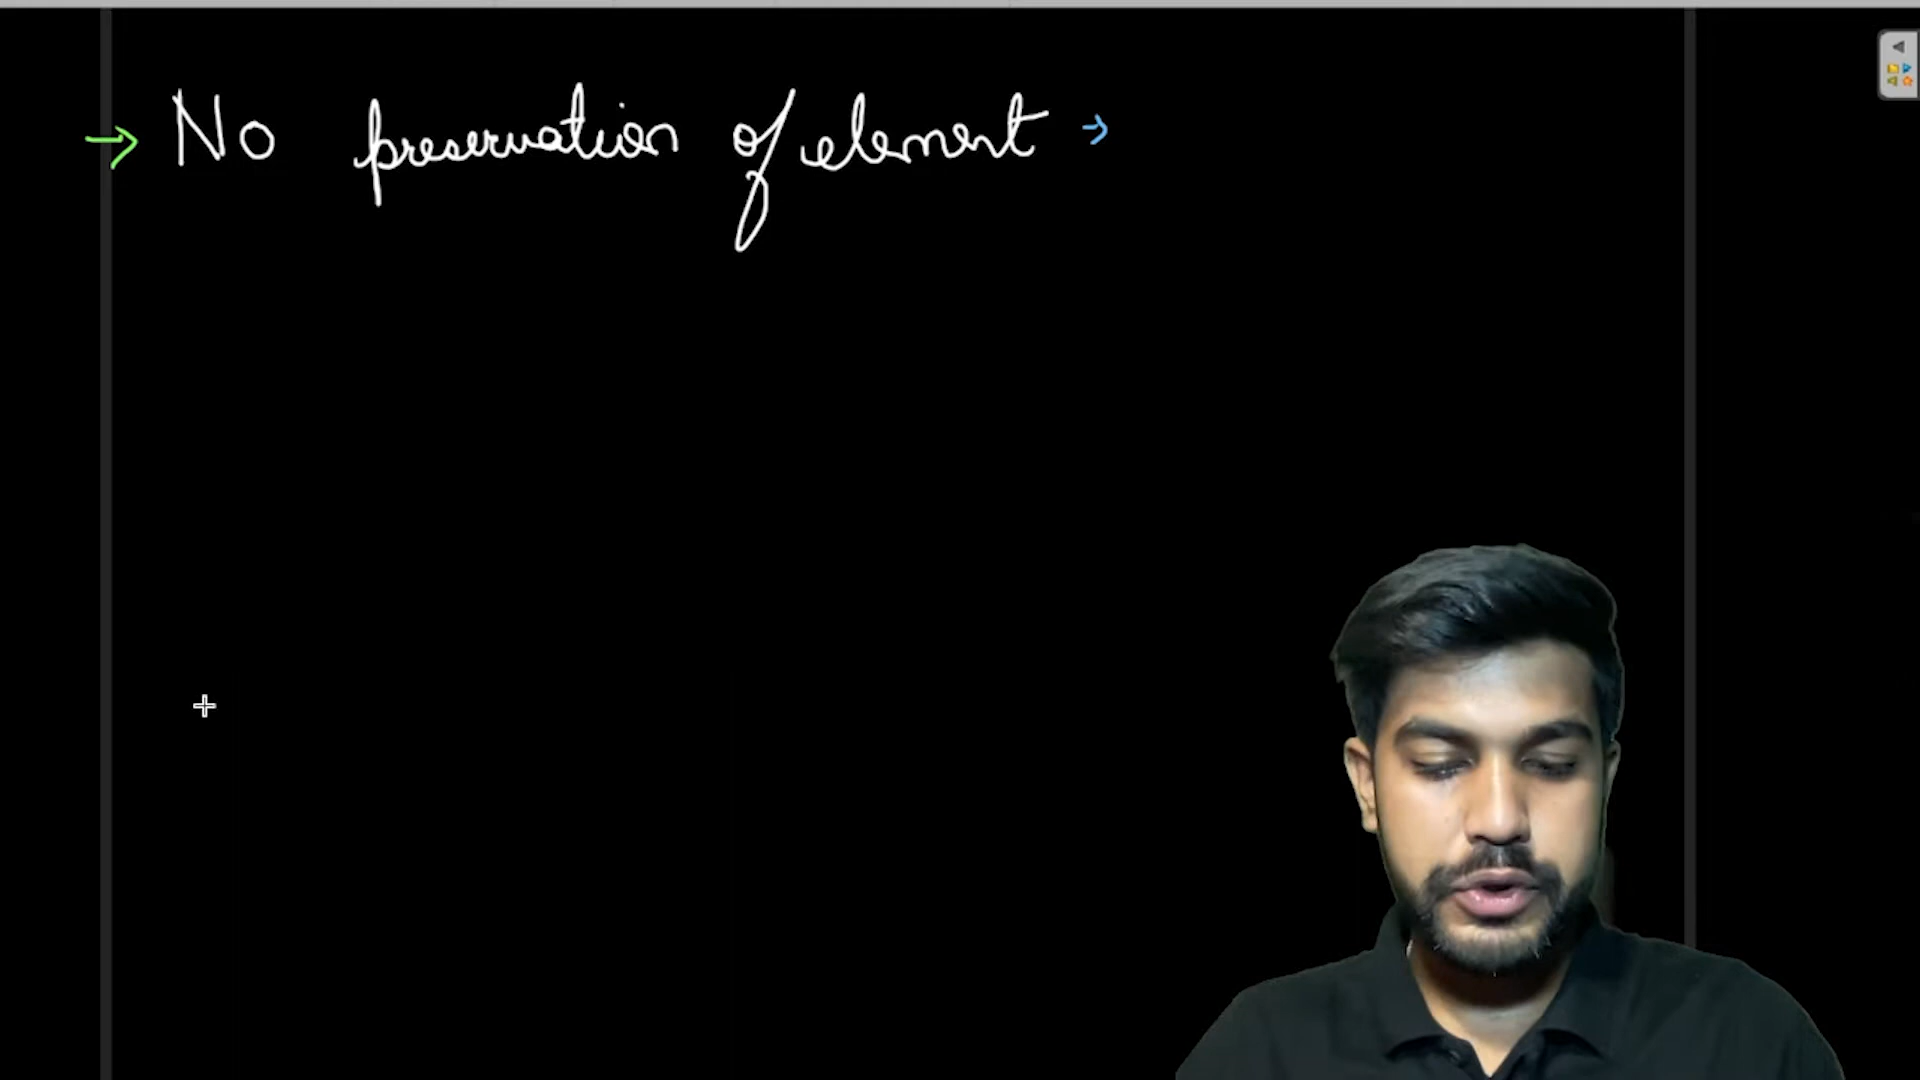 → No preservation of element →